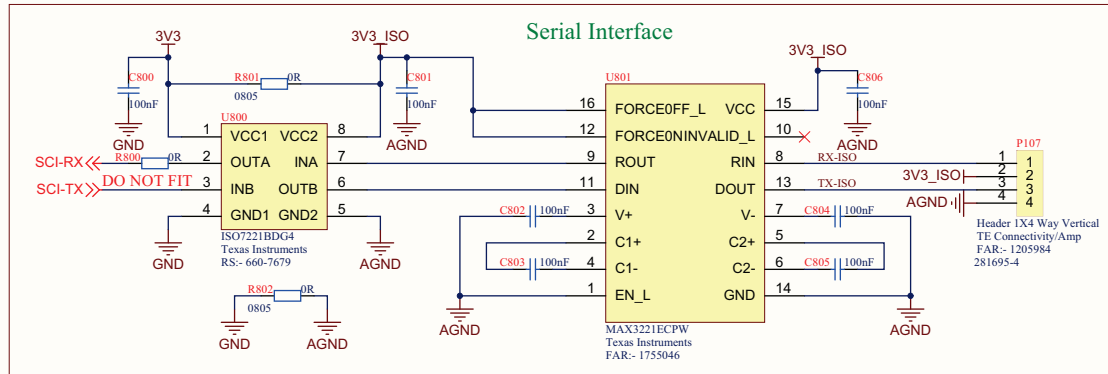 Serial Interface
3V3
3V3_ISO
3V3_ISO
C800
100nF
R801
0R
0805
C801
100nF
U801
C806
100nF
GND
U800
AGND
AGND
1 VCC1 VCC2 8
2 OUTA INA 7
3 INB OUTB 6
4 GND1 GND2 5
SCI-RX
R800
0R
SCI-TX
DO NOT FIT
GND
ISO7221BDG4
Texas Instruments
RS:- 660-7679
AGND
R802
0R
0805
GND
AGND
16 FORCE0FF_L VCC 15
12 FORCE0NINVALID_L 10
9 ROUT RIN 8
11 DIN DOUT 13
3 V+ V- 7
2 C1+ C2+ 5
4 C1- C2- 6
1 EN_L GND 14
C802
100nF
C803
100nF
C804
100nF
C805
100nF
AGND
AGND
MAX3221ECPW
Texas Instruments
FAR:- 1755046
RX-ISO
TX-ISO
P107
1 1
3V3_ISO 2 2
3 3
AGND 4 4
Header 1X4 Way Vertical
TE Connectivity/Amp
FAR:- 1205984
281695-4